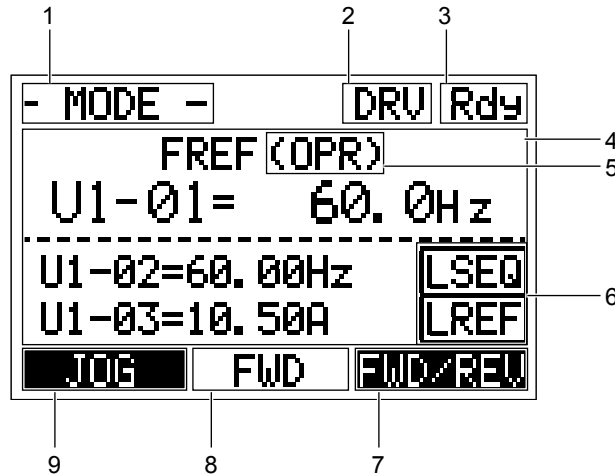 1 2 3
- MODE - DRV Rdy
4
FREF (OPR)
5
U1-01= 60.0Hz
U1-02=60.00Hz LSEQ
6
U1-03=10.50A LREF
JOG FWD FWD/REV
9 8 7